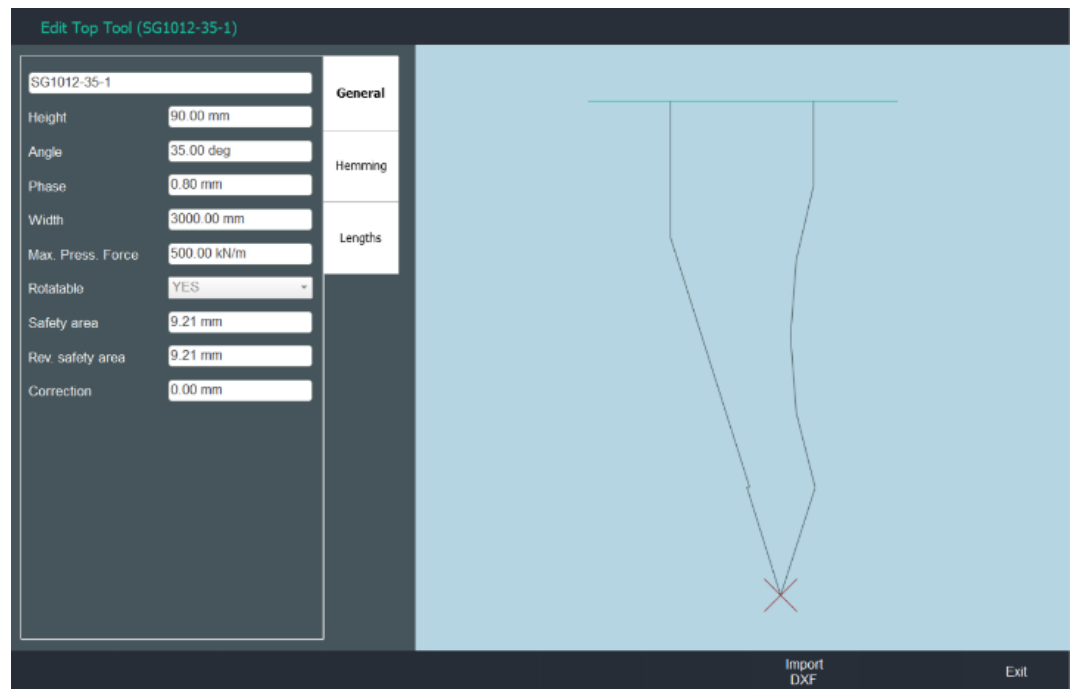 Edit Top Tool (SG1012-35-1)
SG1012-35-1
Height 90.00 mm
Angle 35.00 deg
Phase 0.80 mm
Width 3000.00 mm
Max. Press. Force 500.00 kN/m
Rotatable YES
Safety area 9.21 mm
Rev. safety area 9.21 mm
Correction 0.00 mm
General
Hemming
Lengths
Import
DXF
Exit